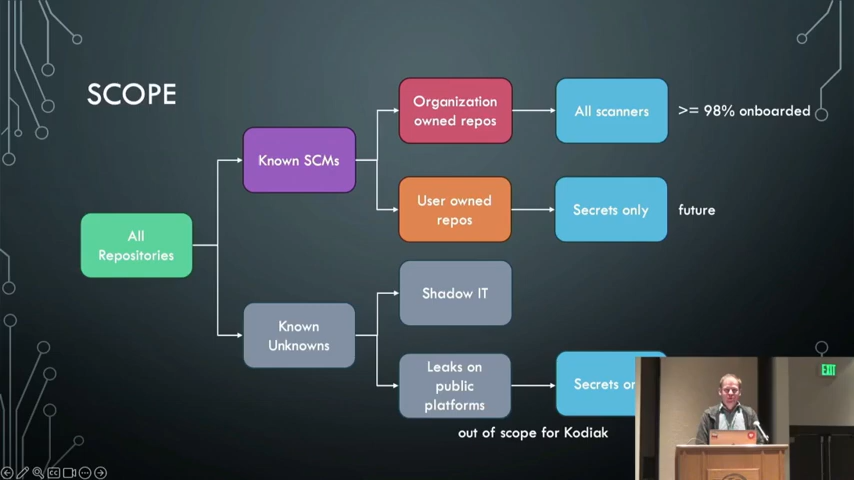 SCOPE
Organization
owned repos
All scanners
>= 98% onboarded
Known SCMs
User owned
repos
Secrets only
future
All
Repositories
Shadow IT
Known
Unknowns
Leaks on
public
platforms
Secrets
out of scope for Kodiak
EXIT